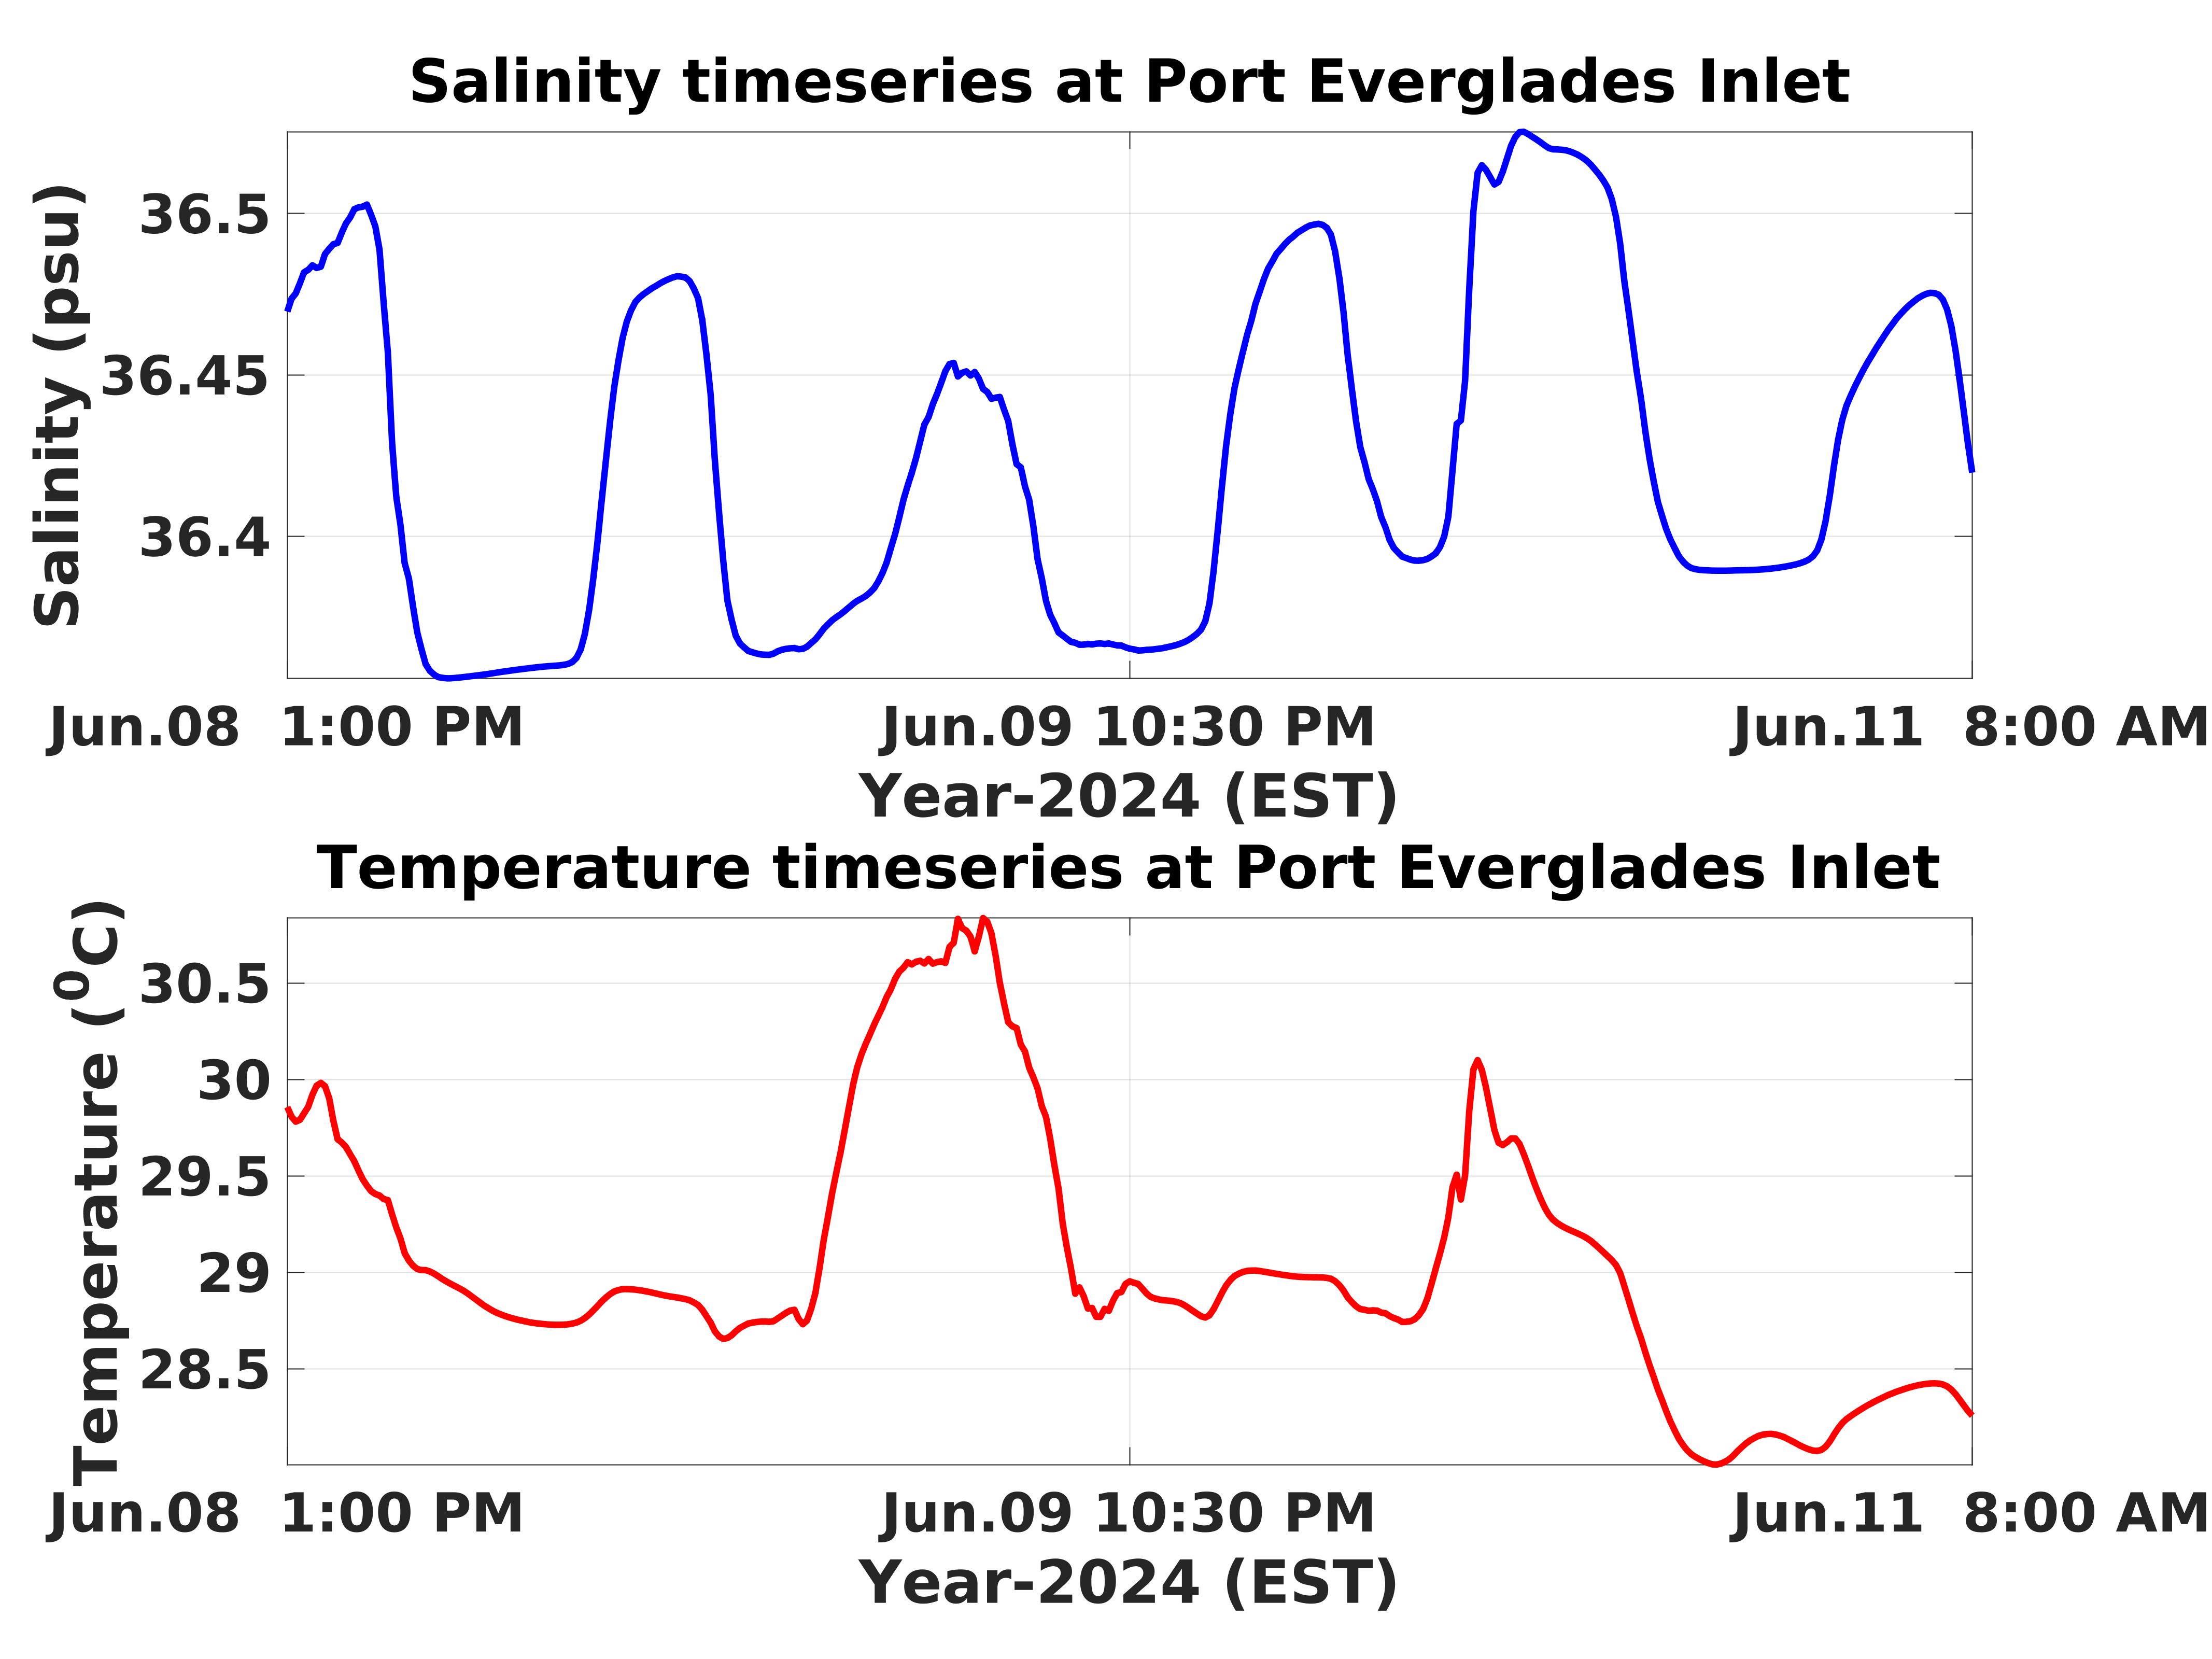 Salinity timeseries at Port Everglades Inlet
Salinity (psu)
36.5
36.45
36.4
Jun.08  1:00 PM
Jun.09 10:30 PM
Jun.11  8:00 AM
Year-2024 (EST)
Temperature timeseries at Port Everglades Inlet
Temperature (⁰C)
30.5
30
29.5
29
28.5
Jun.08  1:00 PM
Jun.09 10:30 PM
Jun.11  8:00 AM
Year-2024 (EST)